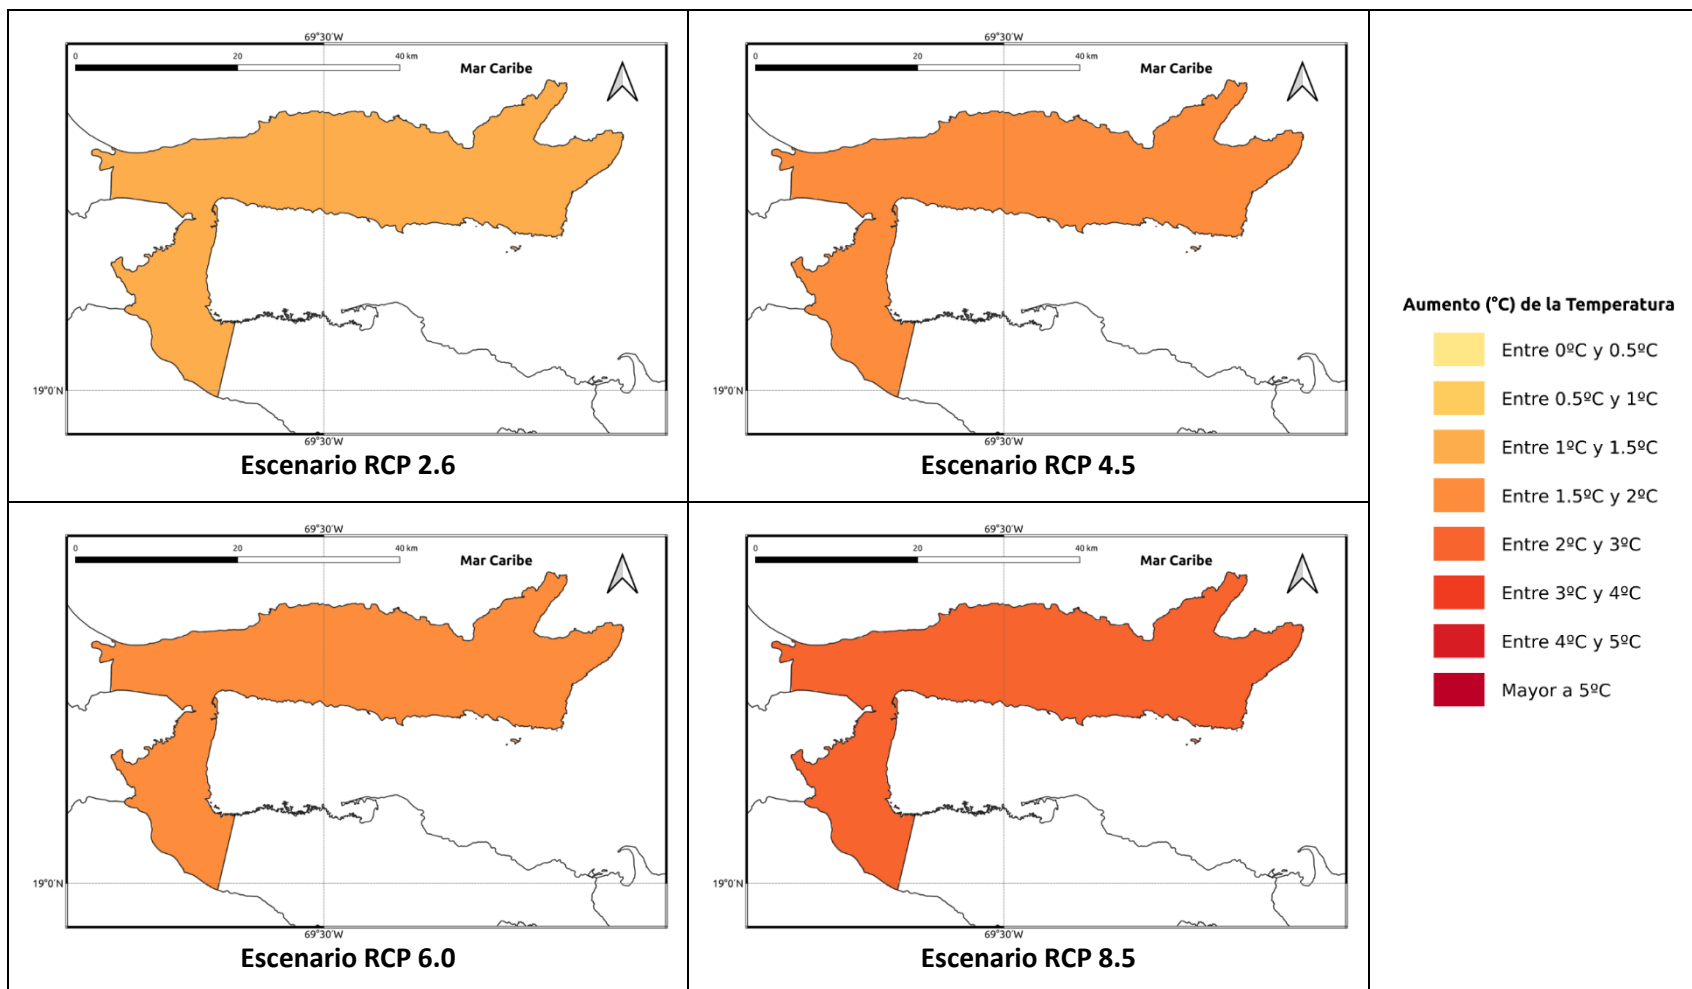 69°30'W
0 20 40 km
Mar Caribe
19°0'N
69°30'W
Escenario RCP 2.6
69°30'W
0 20 40 km
Mar Caribe
19°0'N
69°30'W
Escenario RCP 4.5
69°30'W
0 20 40 km
Mar Caribe
19°0'N
69°30'W
Escenario RCP 6.0
69°30'W
0 20 40 km
Mar Caribe
19°0'N
69°30'W
Escenario RCP 8.5
Aumento (°C) de la Temperatura
Entre 0ºC y 0.5ºC
Entre 0.5ºC y 1ºC
Entre 1ºC y 1.5ºC
Entre 1.5ºC y 2ºC
Entre 2ºC y 3ºC
Entre 3ºC y 4ºC
Entre 4ºC y 5ºC
Mayor a 5ºC